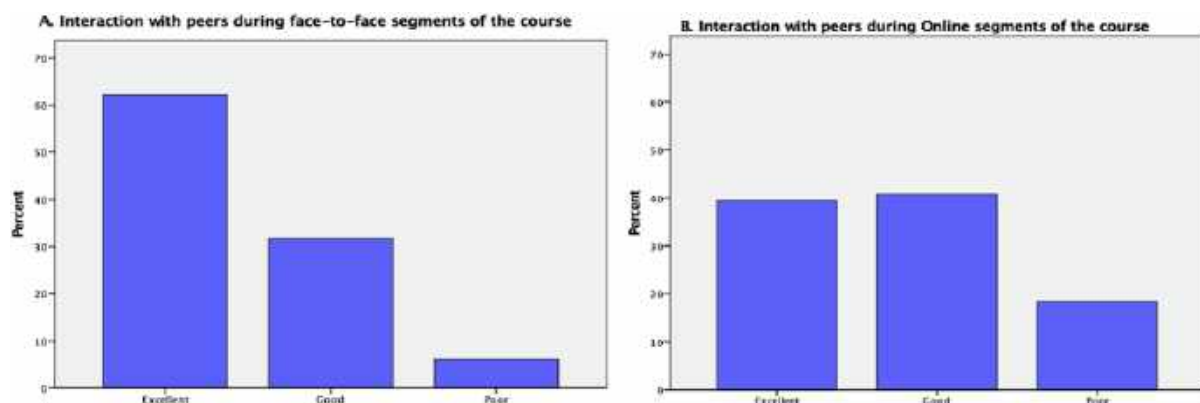 A. Interaction with peers during face-to-face segments of the course
70
60
50
40
30
20
10
0
Percent
Excellent Good Poor
B. Interaction with peers during Online segments of the course
70
60
50
40
30
20
10
0
Percent
Excellent Good Poor